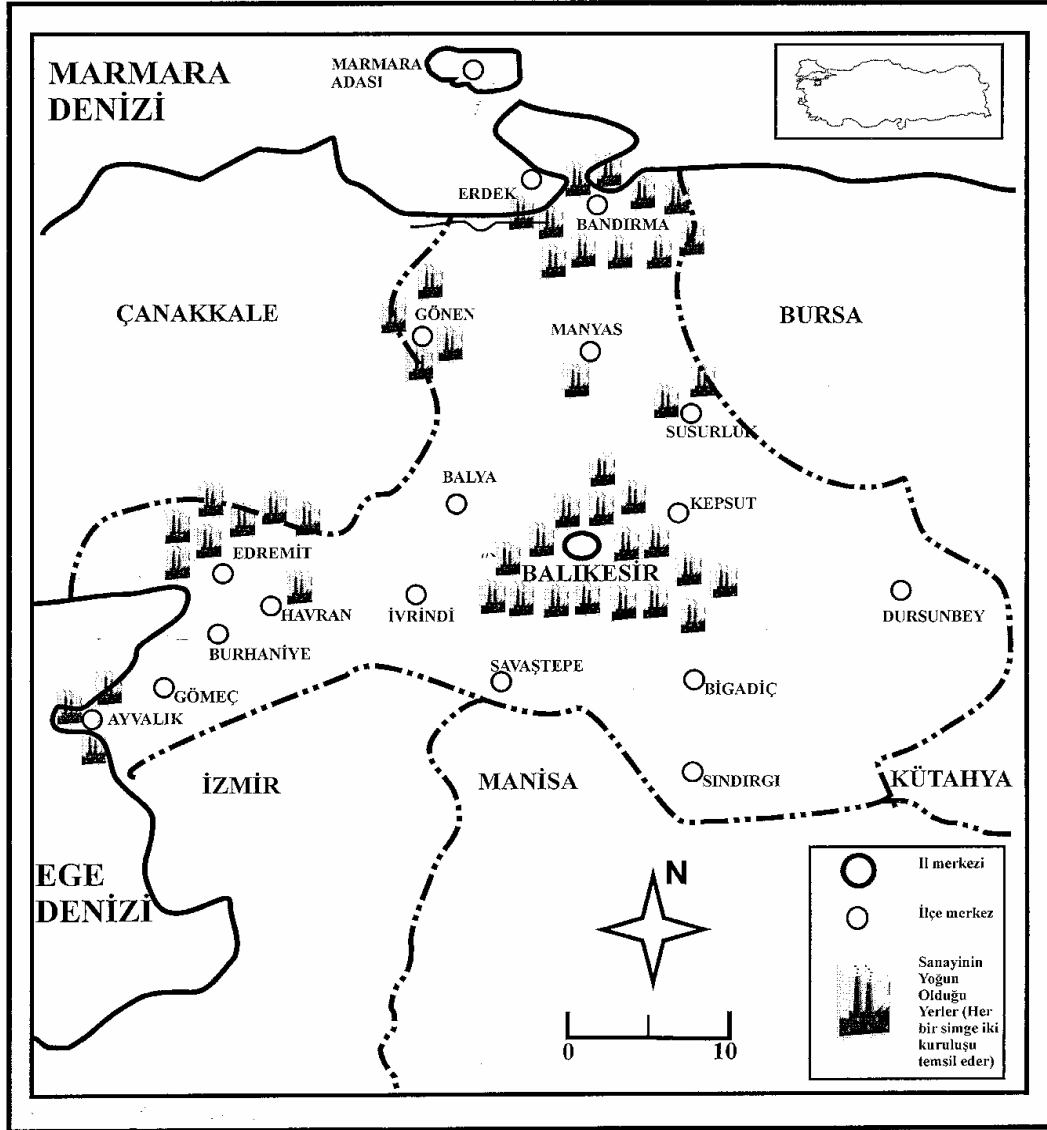 MARMARA
DENİZİ
MARMARA
ADASI
ERDEK
BANDIRMA
ÇANAKKALE
GÖNEN
MANYAS
BURSA
SUSURLUK
BALYA
KEPSUT
EDREMİT
BALIKESİR
HAVRAN
İVRİNDİ
DURSUNBEY
BURHANİYE
SAVAŞTEPE
BİGADİÇ
GÖMEÇ
AYVALIK
İZMİR
MANİSA
SINDIRGI
KÜTAHYA
EGE
DENİZİ
N
0
10
Il merkezi
İlçe merkez
Sanayinin
Yoğun
Olduğu
Yerler (Her
bir simge iki
kuruluşu
temsil eder)